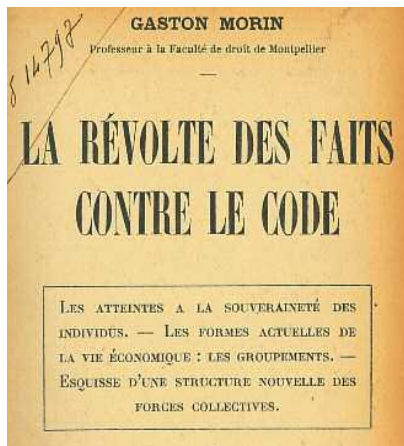 8 14797
GASTON MORIN
Professeur à la Faculté de droit de Montpellier
LA RÉVOLTE DES FAITS
CONTRE LE CODE
LES ATTEINTES A LA SOUVERAINETÉ DES
INDIVIDUS. — LES FORMES ACTUELLES DE
LA VIE ÉCONOMIQUE : LES GROUPEMENTS. —
ESQUISSE D'UNE STRUCTURE NOUVELLE DES
FORCES COLLECTIVES.